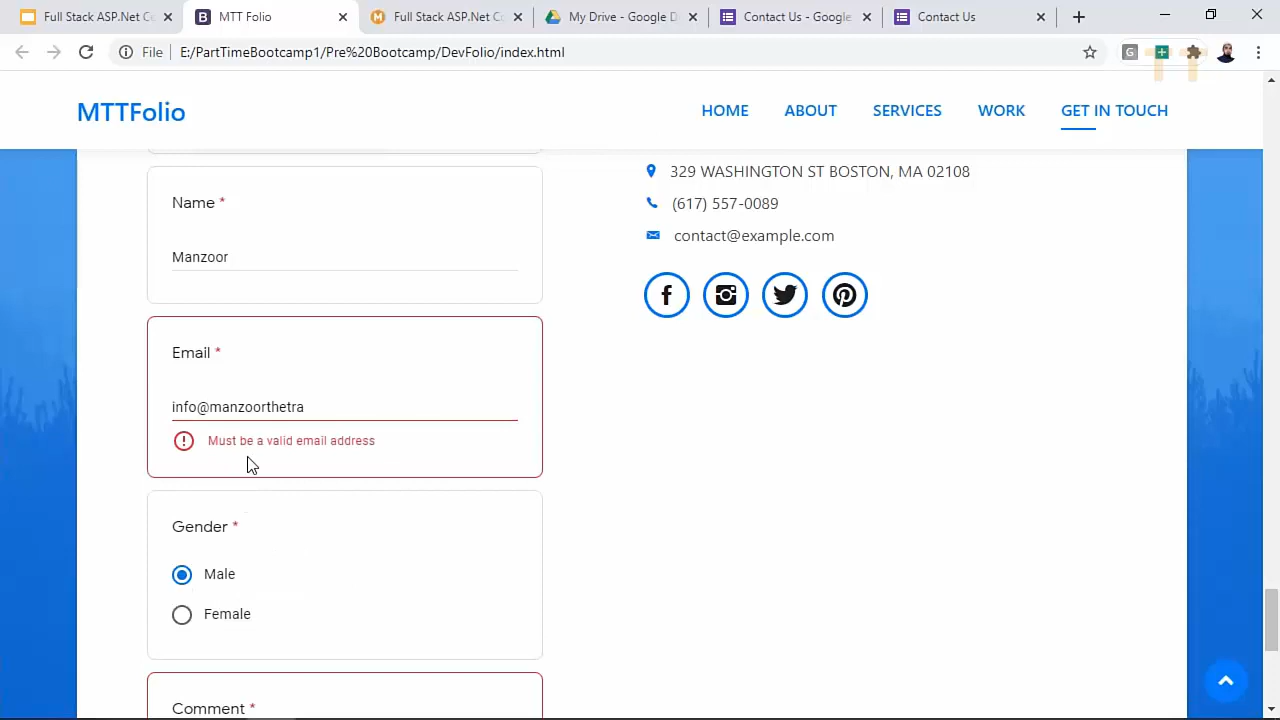 Full Stack ASP.Net Co
MTT Folio
Full Stack ASP.Net Co
My Drive - Google D
Contact Us - Google
Contact Us
File
E:/PartTimeBootcamp1/Pre%20Bootcamp/DevFolio/index.html
MTTFolio
HOME
ABOUT
SERVICES
WORK
GET IN TOUCH
Name *
Manzoor
Email *
info@manzoorthetra
Must be a valid email address
Gender *
Male
Female
Comment *
329 WASHINGTON ST BOSTON, MA 02108
(617) 557-0089
contact@example.com